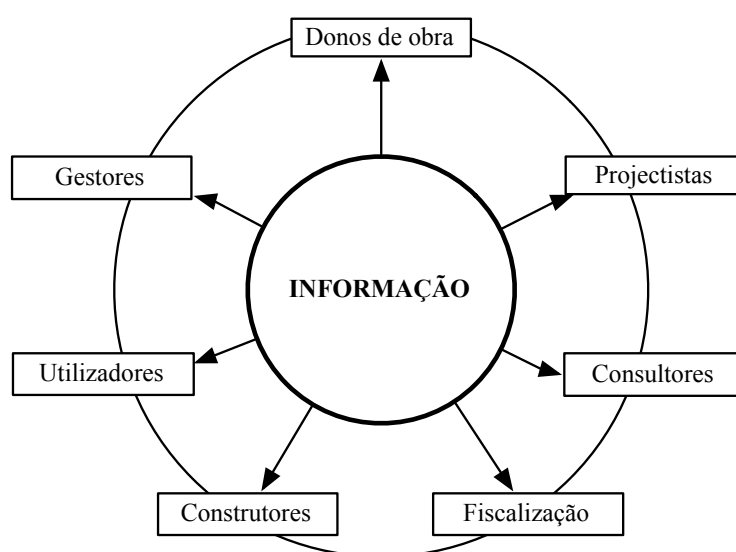 Donos de obra
Gestores
Projectistas
INFORMAÇÃO
Utilizadores
Consultores
Construtores
Fiscalização